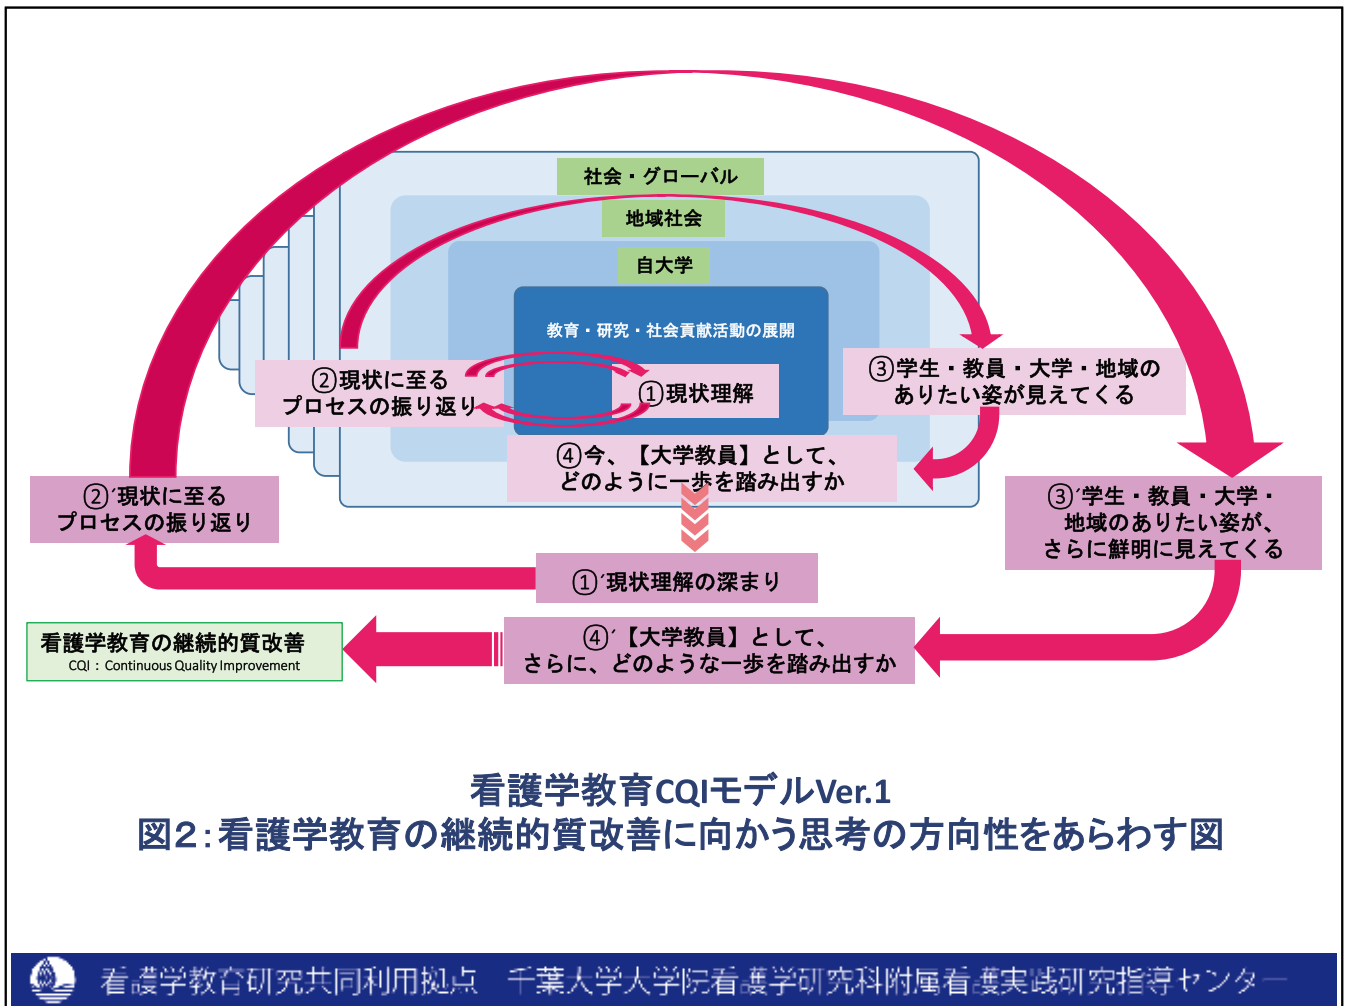 社会・グローバル
地域社会
自大学
教育・研究・社会貢献活動の展開
①現状理解
②現状に至る
プロセスの振り返り
③学生・教員・大学・地域の
ありたい姿が見えてくる
④今、【大学教員】として、
どのように一歩を踏み出すか
②´現状に至る
プロセスの振り返り
③´学生・教員・大学・
地域のありたい姿が、
さらに鮮明に見えてくる
①´現状理解の深まり
④´【大学教員】として、
さらに、どのような一歩を踏み出すか
看護学教育の継続的質改善
CQI：Continuous Quality Improvement
看護学教育CQIモデルVer.1
図２：看護学教育の継続的質改善に向かう思考の方向性をあらわす図
看護学教育研究共同利用拠点　千葉大学大学院看護学研究科附属看護実践研究指導センター